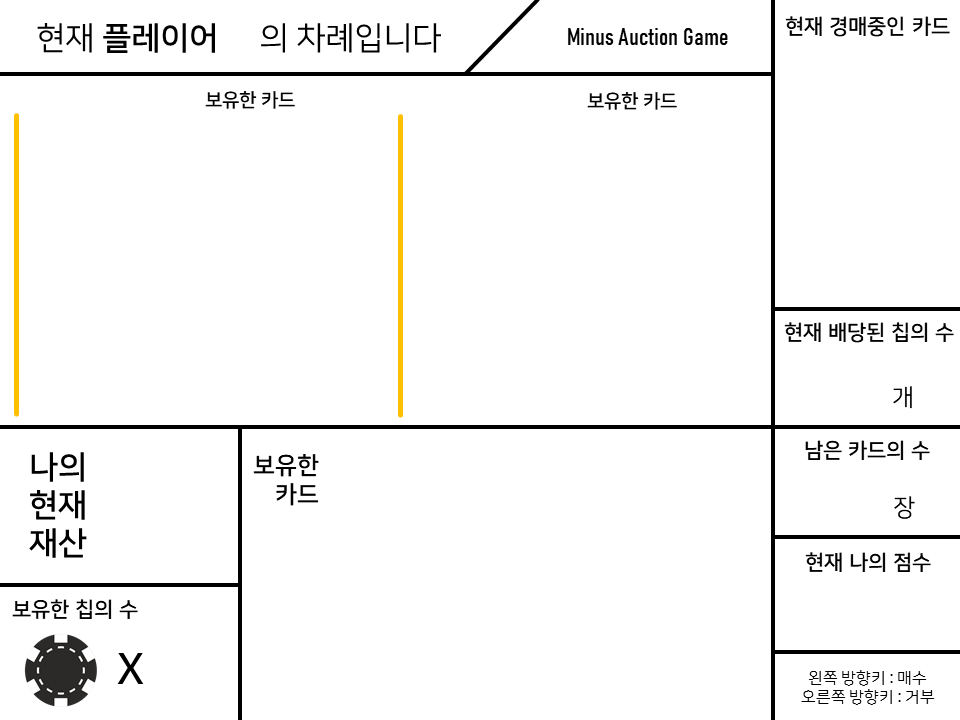 현재 플레이어 의 차례입니다
Minus Auction Game
현재 경매중인 카드
보유한 카드
보유한 카드
현재 배당된 칩의 수
개
나의
현재
재산
보유한
카드
남은 카드의 수
장
현재 나의 점수
보유한 칩의 수
X
왼쪽 방향키 : 매수
오른쪽 방향키 : 거부